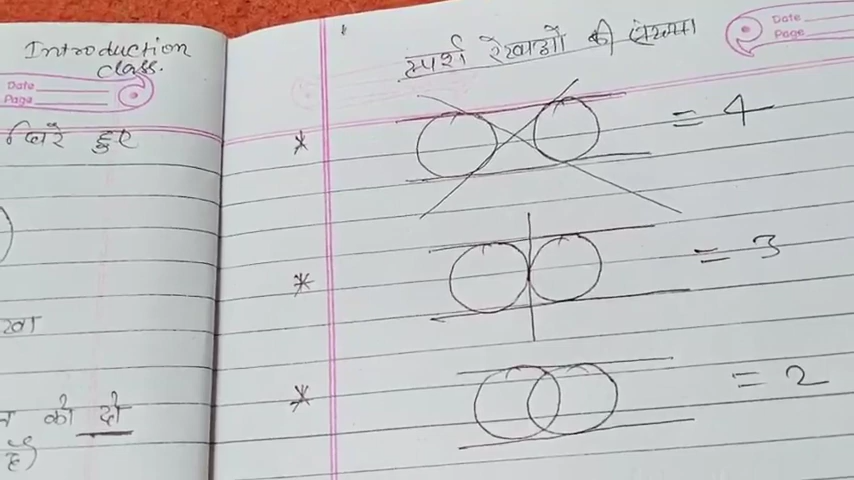 Introduction
class.
Date
Page
दिये हुए
खा
को दो
है)
Date
Page
स्पर्श रेखाओं की संख्या
* = 4
* = 3
* = 2